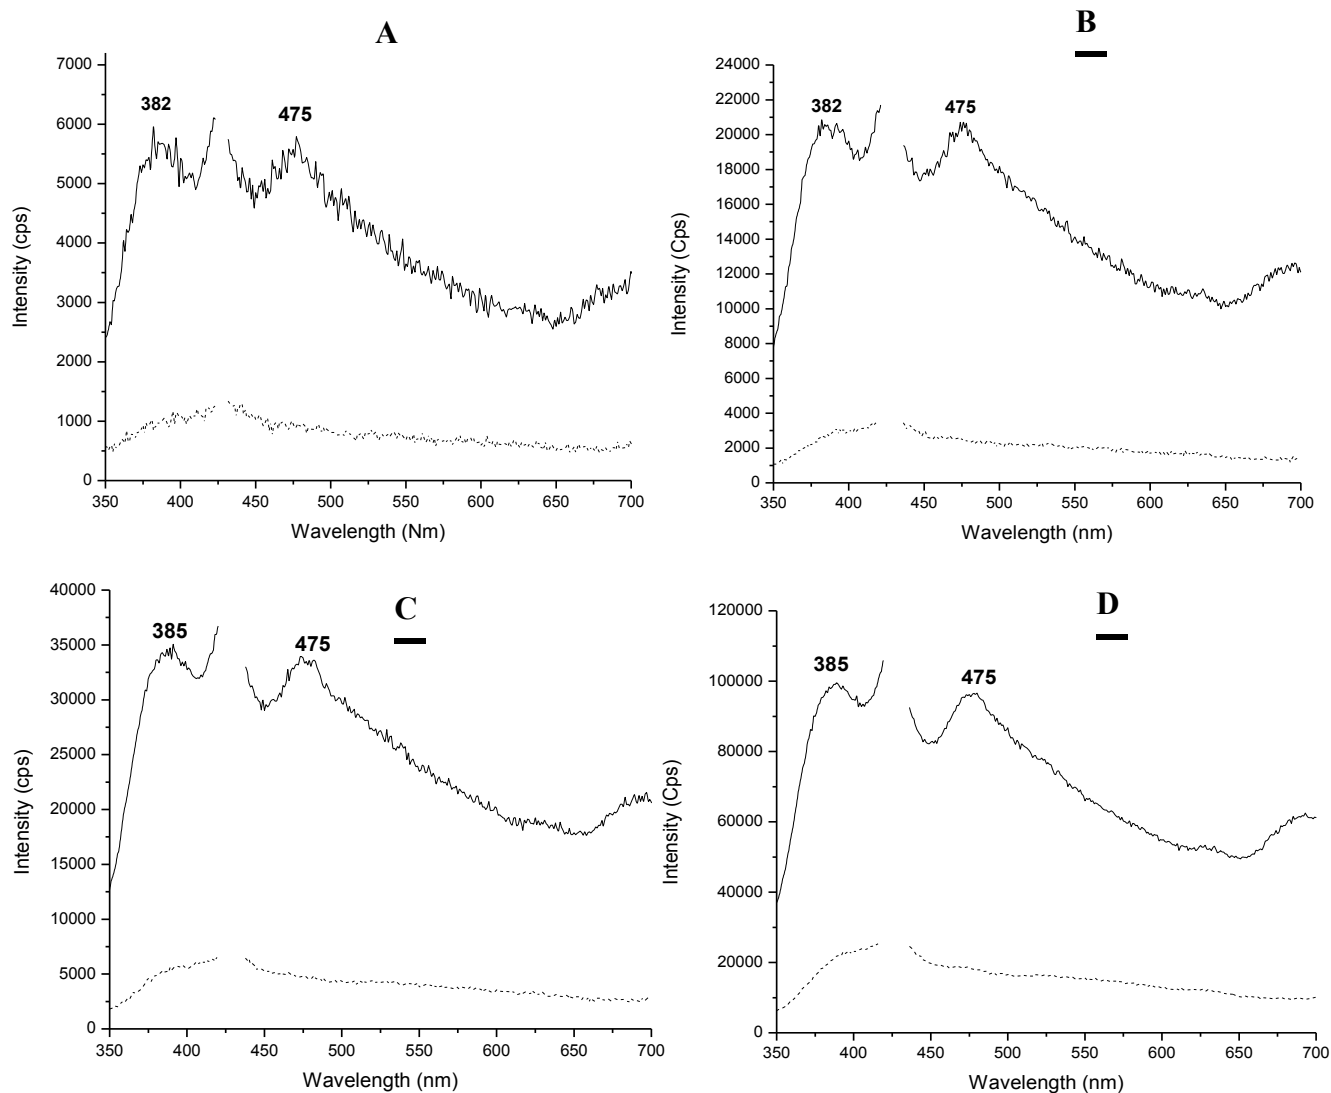 A
7000
6000
5000
4000
3000
2000
1000
0
382
475
Intensity (cps)
350 400 450 500 550 600 650 700
Wavelength (Nm)
B
24000
22000
20000
18000
16000
14000
12000
10000
8000
6000
4000
2000
0
382
475
Intensity (Cps)
350 400 450 500 550 600 650 700
Wavelength (nm)
C
40000
35000
30000
25000
20000
15000
10000
5000
0
385
475
Intensity (cps)
350 400 450 500 550 600 650 700
Wavelength (nm)
D
120000
100000
80000
60000
40000
20000
0
385
475
Intensity (Cps)
350 400 450 500 550 600 650 700
Wavelength (nm)